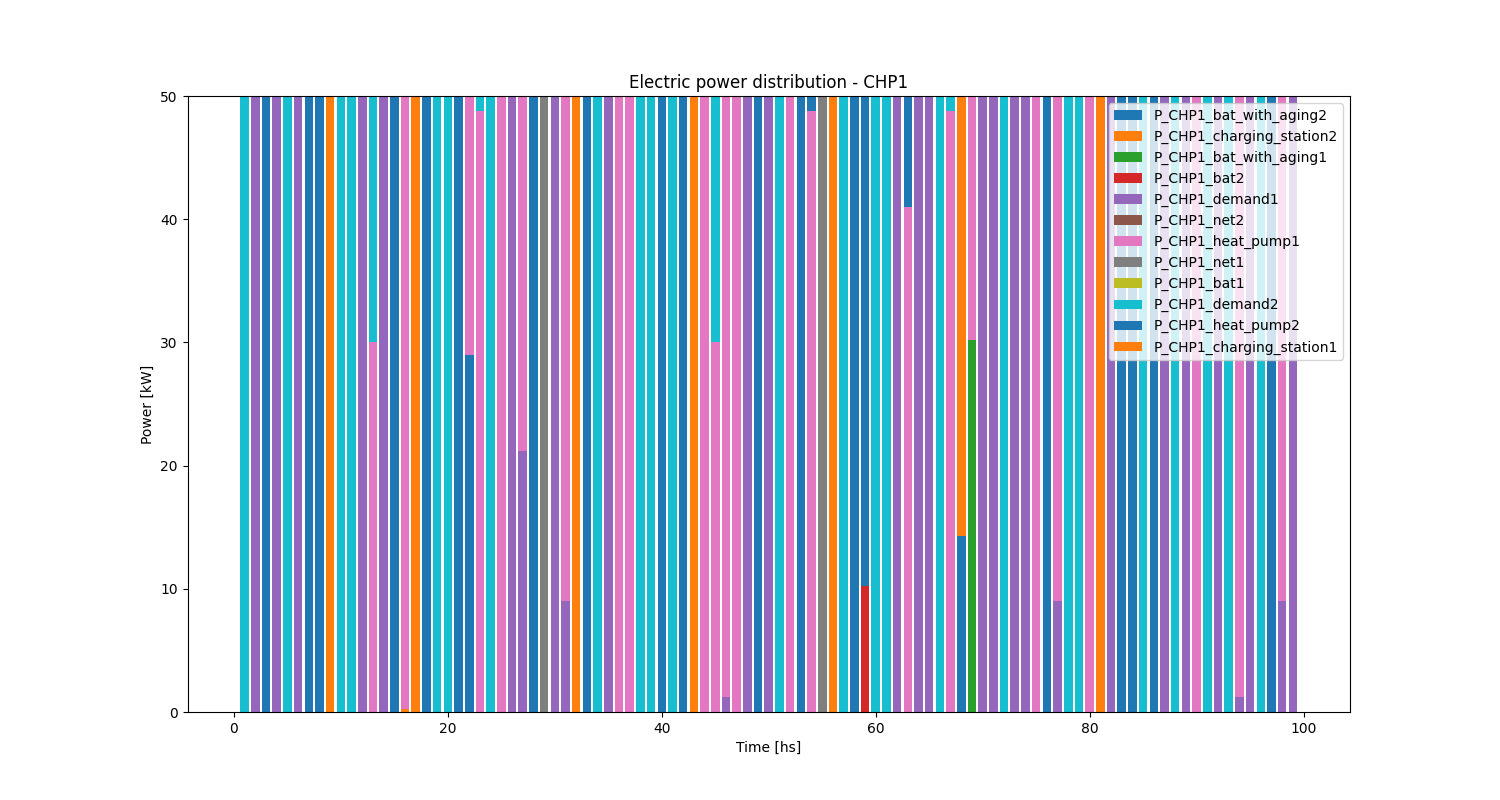 Electric power distribution - CHP1
50
40
30
20
10
0
Power [kW]
P_CHP1_bat_with_aging2
P_CHP1_charging_station2
P_CHP1_bat_with_aging1
P_CHP1_bat2
P_CHP1_demand1
P_CHP1_net2
P_CHP1_heat_pump1
P_CHP1_net1
P_CHP1_bat1
P_CHP1_demand2
P_CHP1_heat_pump2
P_CHP1_charging_station1
0 20 40 60 80 100
Time [hs]